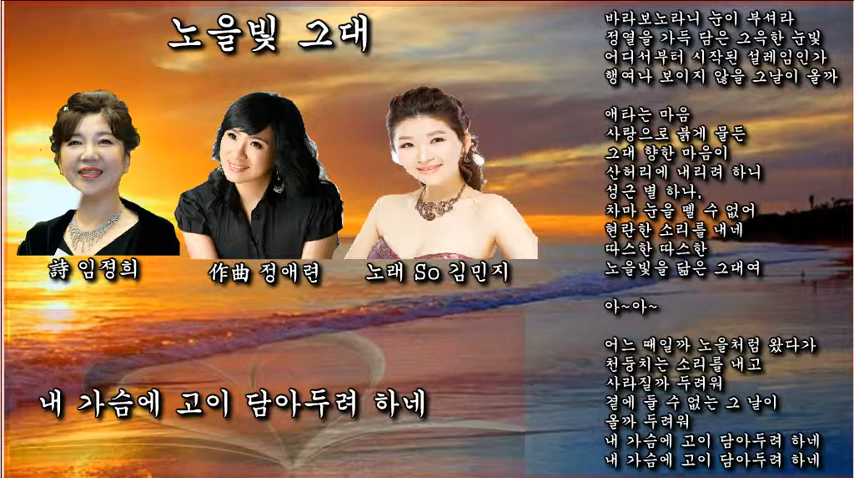 노을빛 그대
詩 임정희
作曲 정애련
노래 So 김민지
내 가슴에 고이 담아두려 하네
바라보노라니 눈이 부셔라
정열을 가득 담은 그윽한 눈빛
어디서부터 시작된 설레임인가
행여나 보이지 않을 그날이 올까
애타는 마음
사랑으로 붉게 물든
그대 향한 마음이
산허리에 내리려 하니
성근 별 하나,
차마 눈을 뗄 수 없어
현란한 소리를 내네
따스한 따스한
노을빛을 닮은 그대여
아~아~
어느 때일까 노을처럼 왔다가
천둥치는 소리를 내고
사라질까 두려워
곁에 둘 수 없는 그 날이
올까 두려워
내 가슴에 고이 담아두려 하네
내 가슴에 고이 담아두려 하네